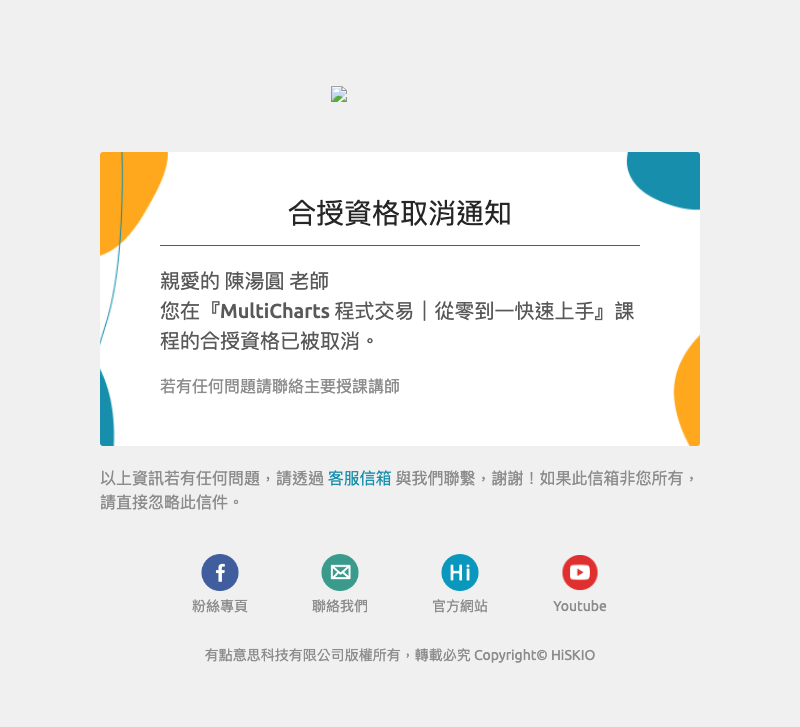 合授資格取消通知
親愛的 陳湯圓 老師
您在『MultiCharts 程式交易｜從零到一快速上手』課
程的合授資格已被取消。
若有任何問題請聯絡主要授課講師
以上資訊若有任何問題，請透過 客服信箱 與我們聯繫，謝謝！如果此信箱非您所有，
請直接忽略此信件。
Hi
粉絲專頁 聯絡我們 官方網站 Youtube
有點意思科技有限公司版權所有，轉載必究 Copyright© HiSKIO